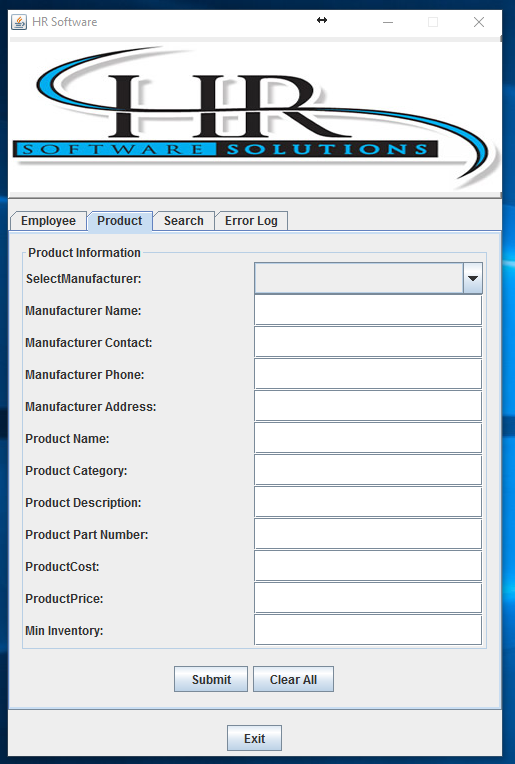 HR Software
HR
SOFTWARE SOLUTIONS
Employee Product Search Error Log
Product Information
SelectManufacturer:
Manufacturer Name:
Manufacturer Contact:
Manufacturer Phone:
Manufacturer Address:
Product Name:
Product Category:
Product Description:
Product Part Number:
ProductCost:
ProductPrice:
Min Inventory:
Submit Clear All
Exit